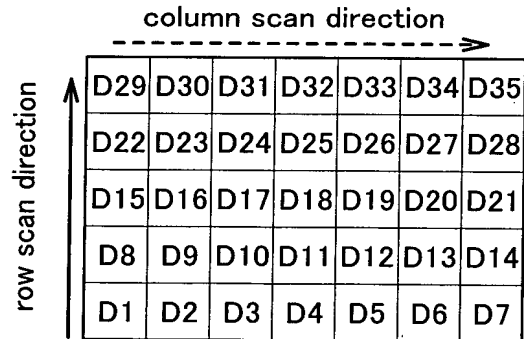 column scan direction
row scan direction
D29 D30 D31 D32 D33 D34 D35
D22 D23 D24 D25 D26 D27 D28
D15 D16 D17 D18 D19 D20 D21
D8 D9 D10 D11 D12 D13 D14
D1 D2 D3 D4 D5 D6 D7